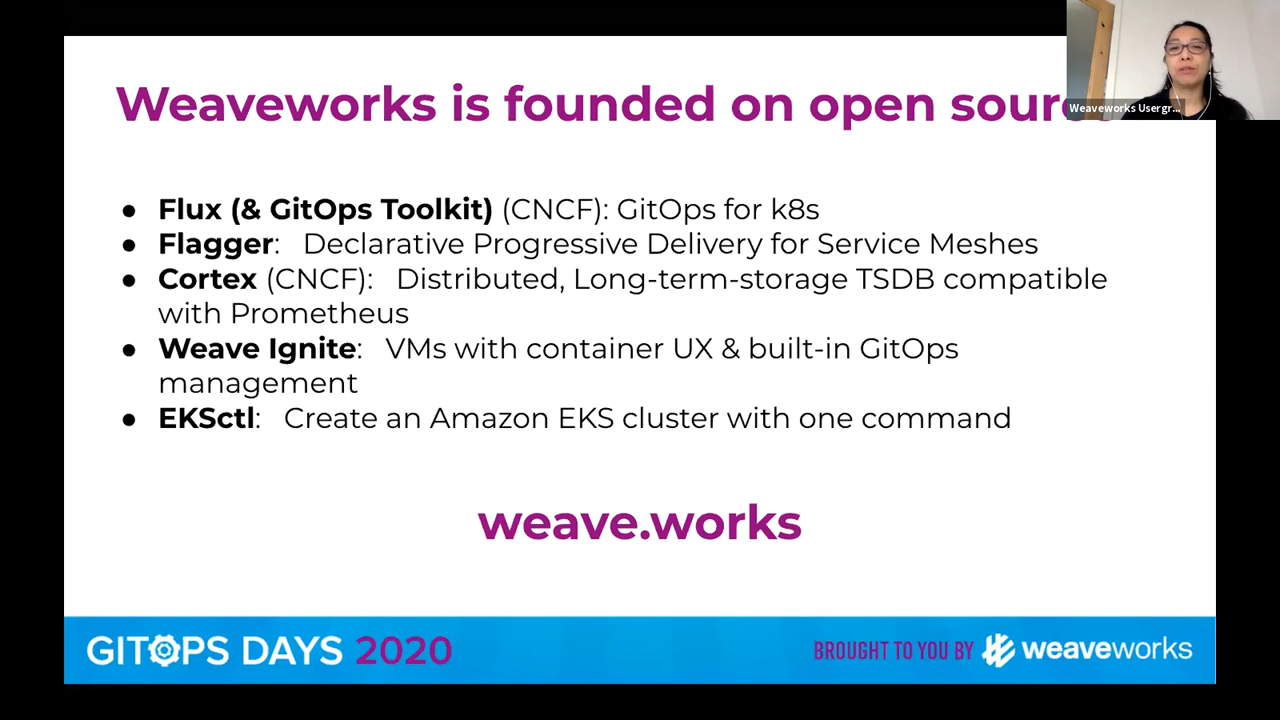 Weaveworks is founded on open sour
Weaveworks Usergr...
● Flux (& GitOps Toolkit) (CNCF): GitOps for k8s
● Flagger: Declarative Progressive Delivery for Service Meshes
● Cortex (CNCF): Distributed, Long-term-storage TSDB compatible
with Prometheus
● Weave Ignite: VMs with container UX & built-in GitOps
management
● EKSctl: Create an Amazon EKS cluster with one command
weave.works
GITOPS DAYS 2020
BROUGHT TO YOU BY weaveworks